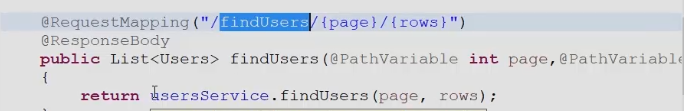 @RequestMapping("/findUsers/{page}/{rows}")
@ResponseBody
public List<Users> findUsers(@PathVariable int page,@PathVariable
{
return usersService.findUsers(page, rows);